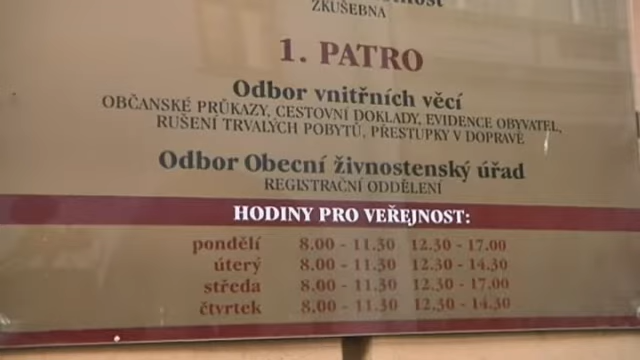 ZKUŠEBNA
1. PATRO
Odbor vnitřních věcí
OBČANSKÉ PRŮKAZY, CESTOVNÍ DOKLADY, EVIDENCE OBYVATEL,
RUŠENÍ TRVALÝCH POBYTŮ, PŘESTUPKY V DOPRAVĚ
Odbor Obecní živnostenský úřad
REGISTRAČNÍ ODDĚLENÍ
HODINY PRO VEŘEJNOST:
pondělí 8.00 - 11.30 12.30 - 17.00
úterý 8.00 - 11.30 12.30 - 14.30
středa 8.00 - 11.30 12.30 - 17.00
čtvrtek 8.00 - 11.30 12.30 - 14.30